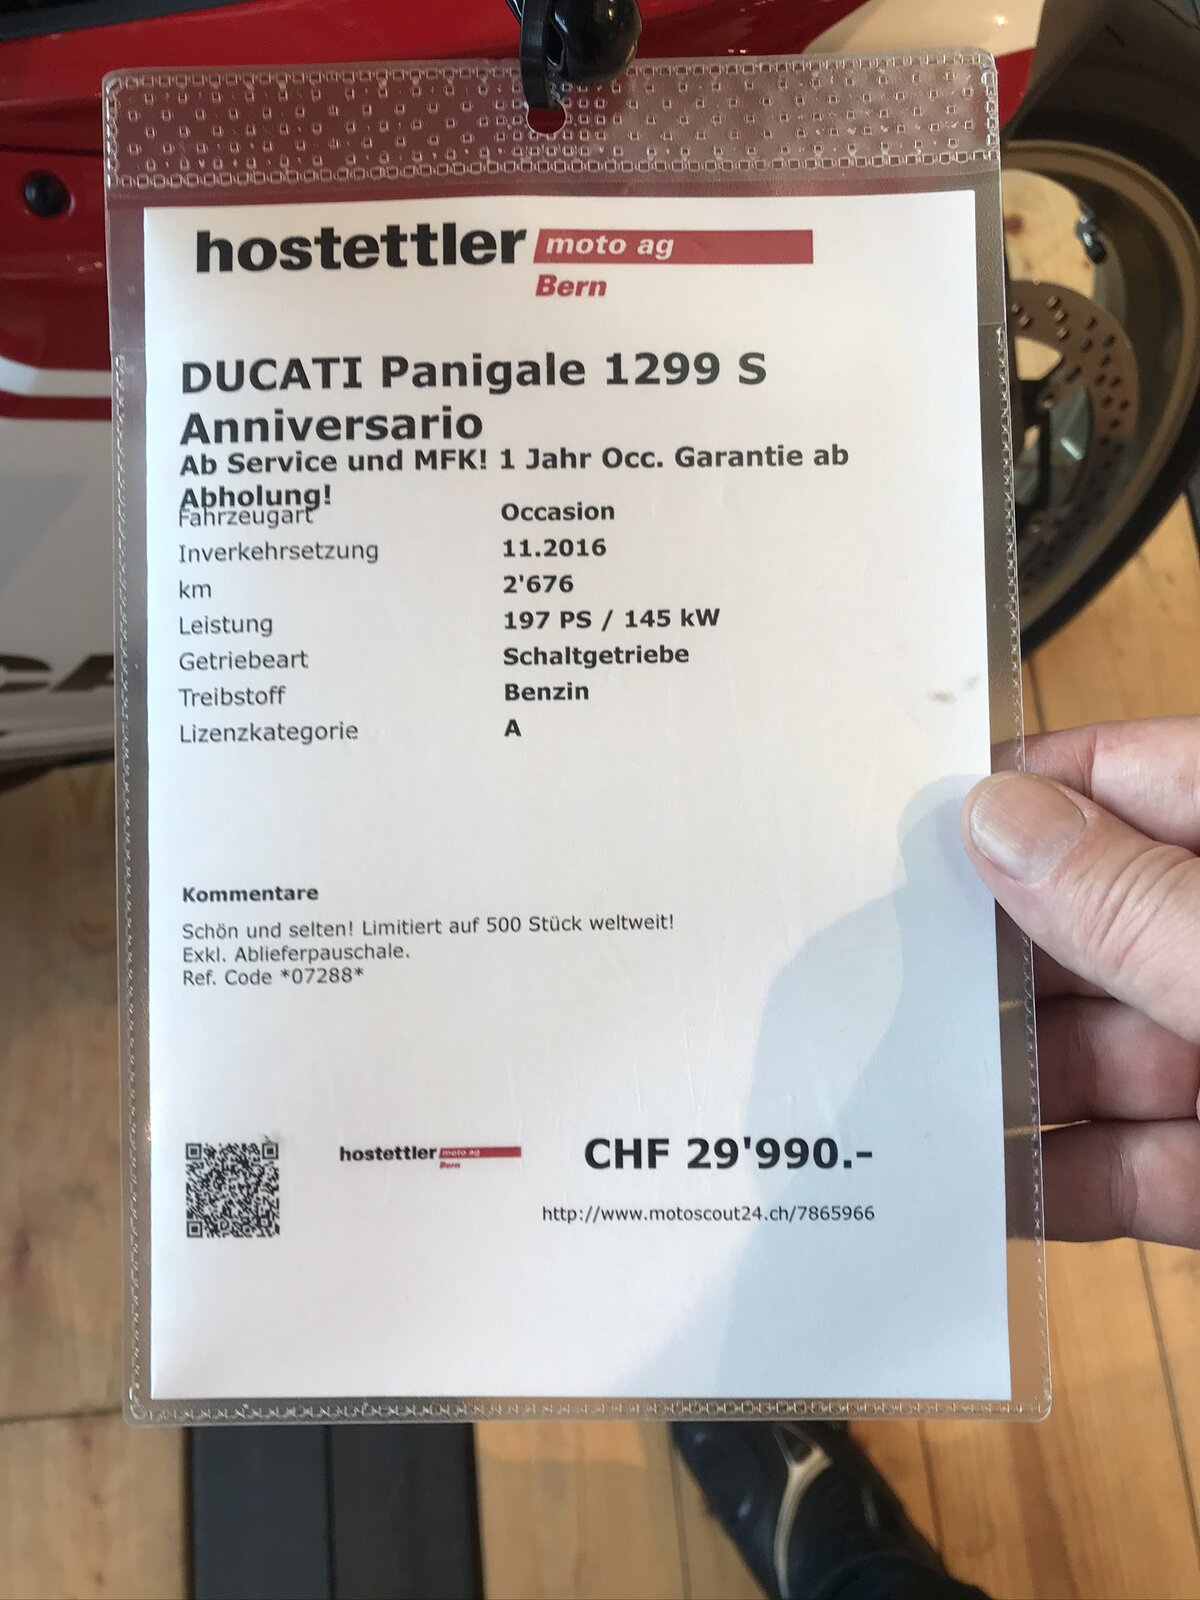 hostettler moto ag
Bern
DUCATI Panigale 1299 S
Anniversario
Ab Service und MFK! 1 Jahr Occ. Garantie ab
Abholung!
Fahrzeugart Occasion
Inverkehrsetzung 11.2016
km 2'676
Leistung 197 PS / 145 kW
Getriebeart Schaltgetriebe
Treibstoff Benzin
Lizenzkategorie A
Kommentare
Schön und selten! Limitiert auf 500 Stück weltweit!
Exkl. Ablieferpauschale.
Ref. Code *07288*
hostettler moto ag
Bern
CHF 29'990.-
http://www.motoscout24.ch/7865966